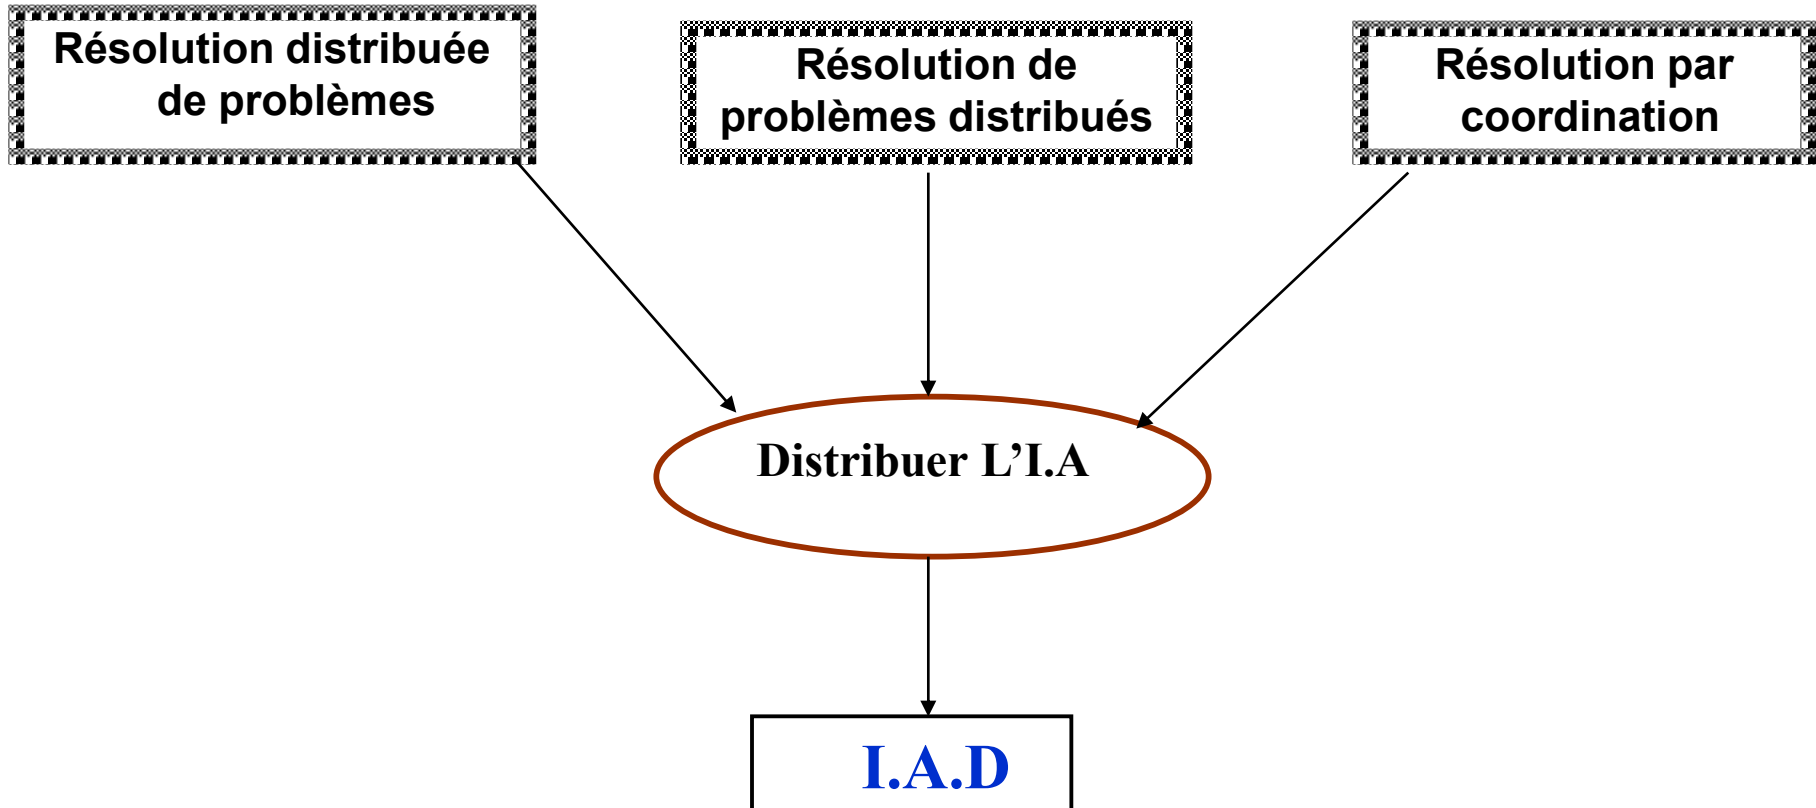 Résolution distribuée
de problèmes
Résolution de
problèmes distribués
Résolution par
coordination
Distribuer L’I.A
I.A.D